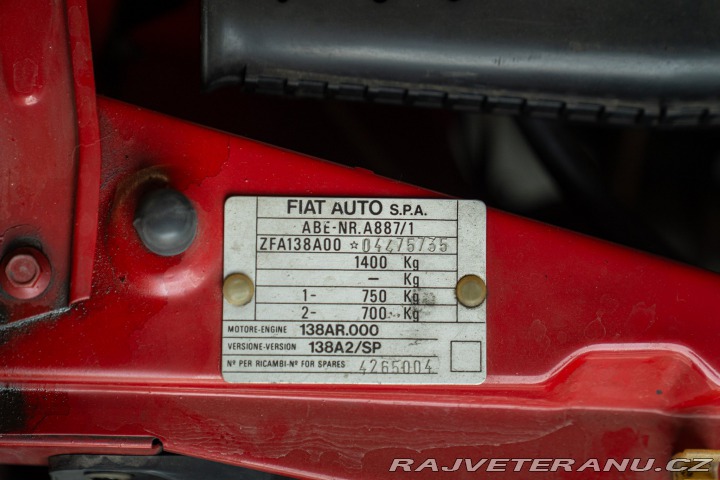 FIAT AUTO S.P.A.
ABE-NR.A887/1
ZFA138A00 ☆04475735
1400 Kg
– Kg
1- 750 Kg
2- 700 Kg
MOTORE-ENGINE 138AR.000
VERSIONE-VERSION 138A2/SP
Nº PER RICAMBI-Nº FOR SPARES 4265004
RAJVETERANU.CZ